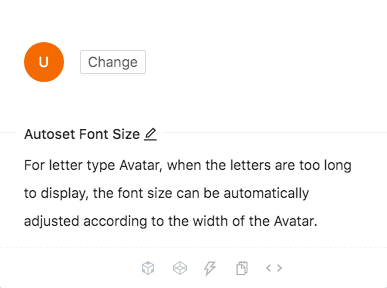 U
Change
Autoset Font Size
For letter type Avatar, when the letters are too long
to display, the font size can be automatically
adjusted according to the width of the Avatar.